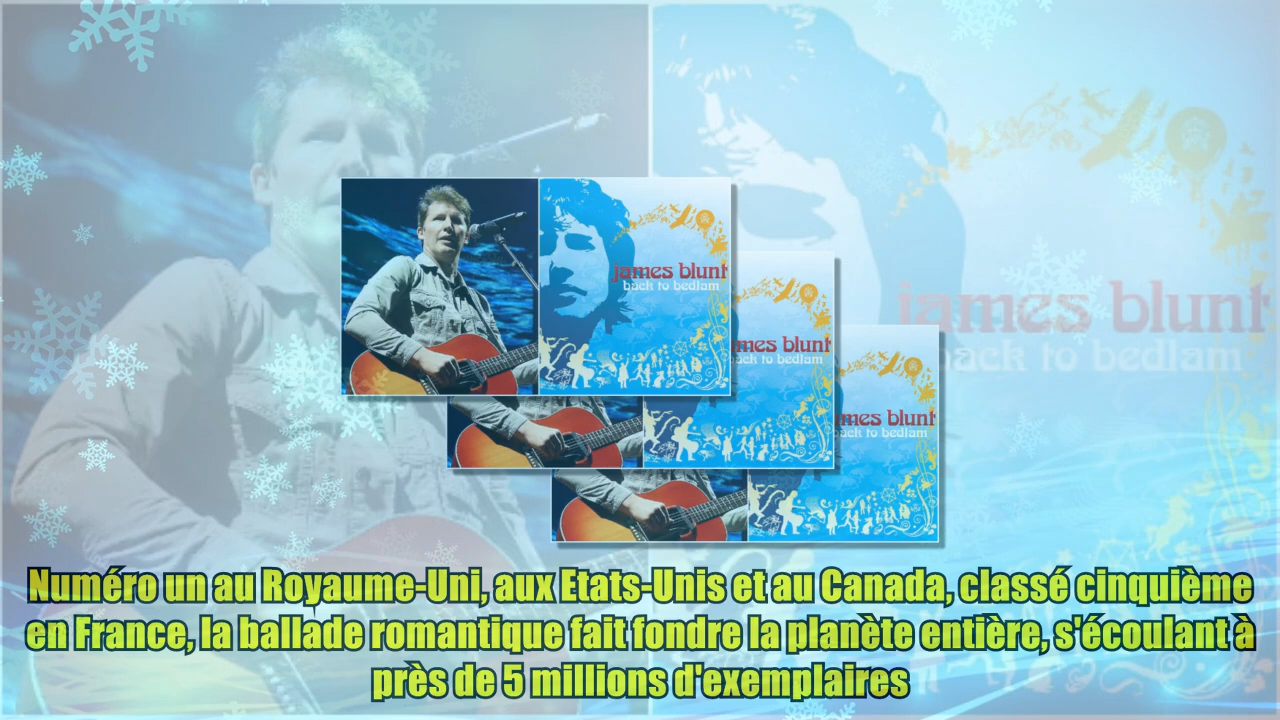 james blunt
back to bedlam
james blunt
back to bedlam
mes blunt
back to bedlam
mes blunt
back to bedlam
Numéro un au Royaume-Uni, aux Etats-Unis et au Canada, classé cinquième
en France, la ballade romantique fait fondre la planète entière, s'écoulant à
près de 5 millions d'exemplaires